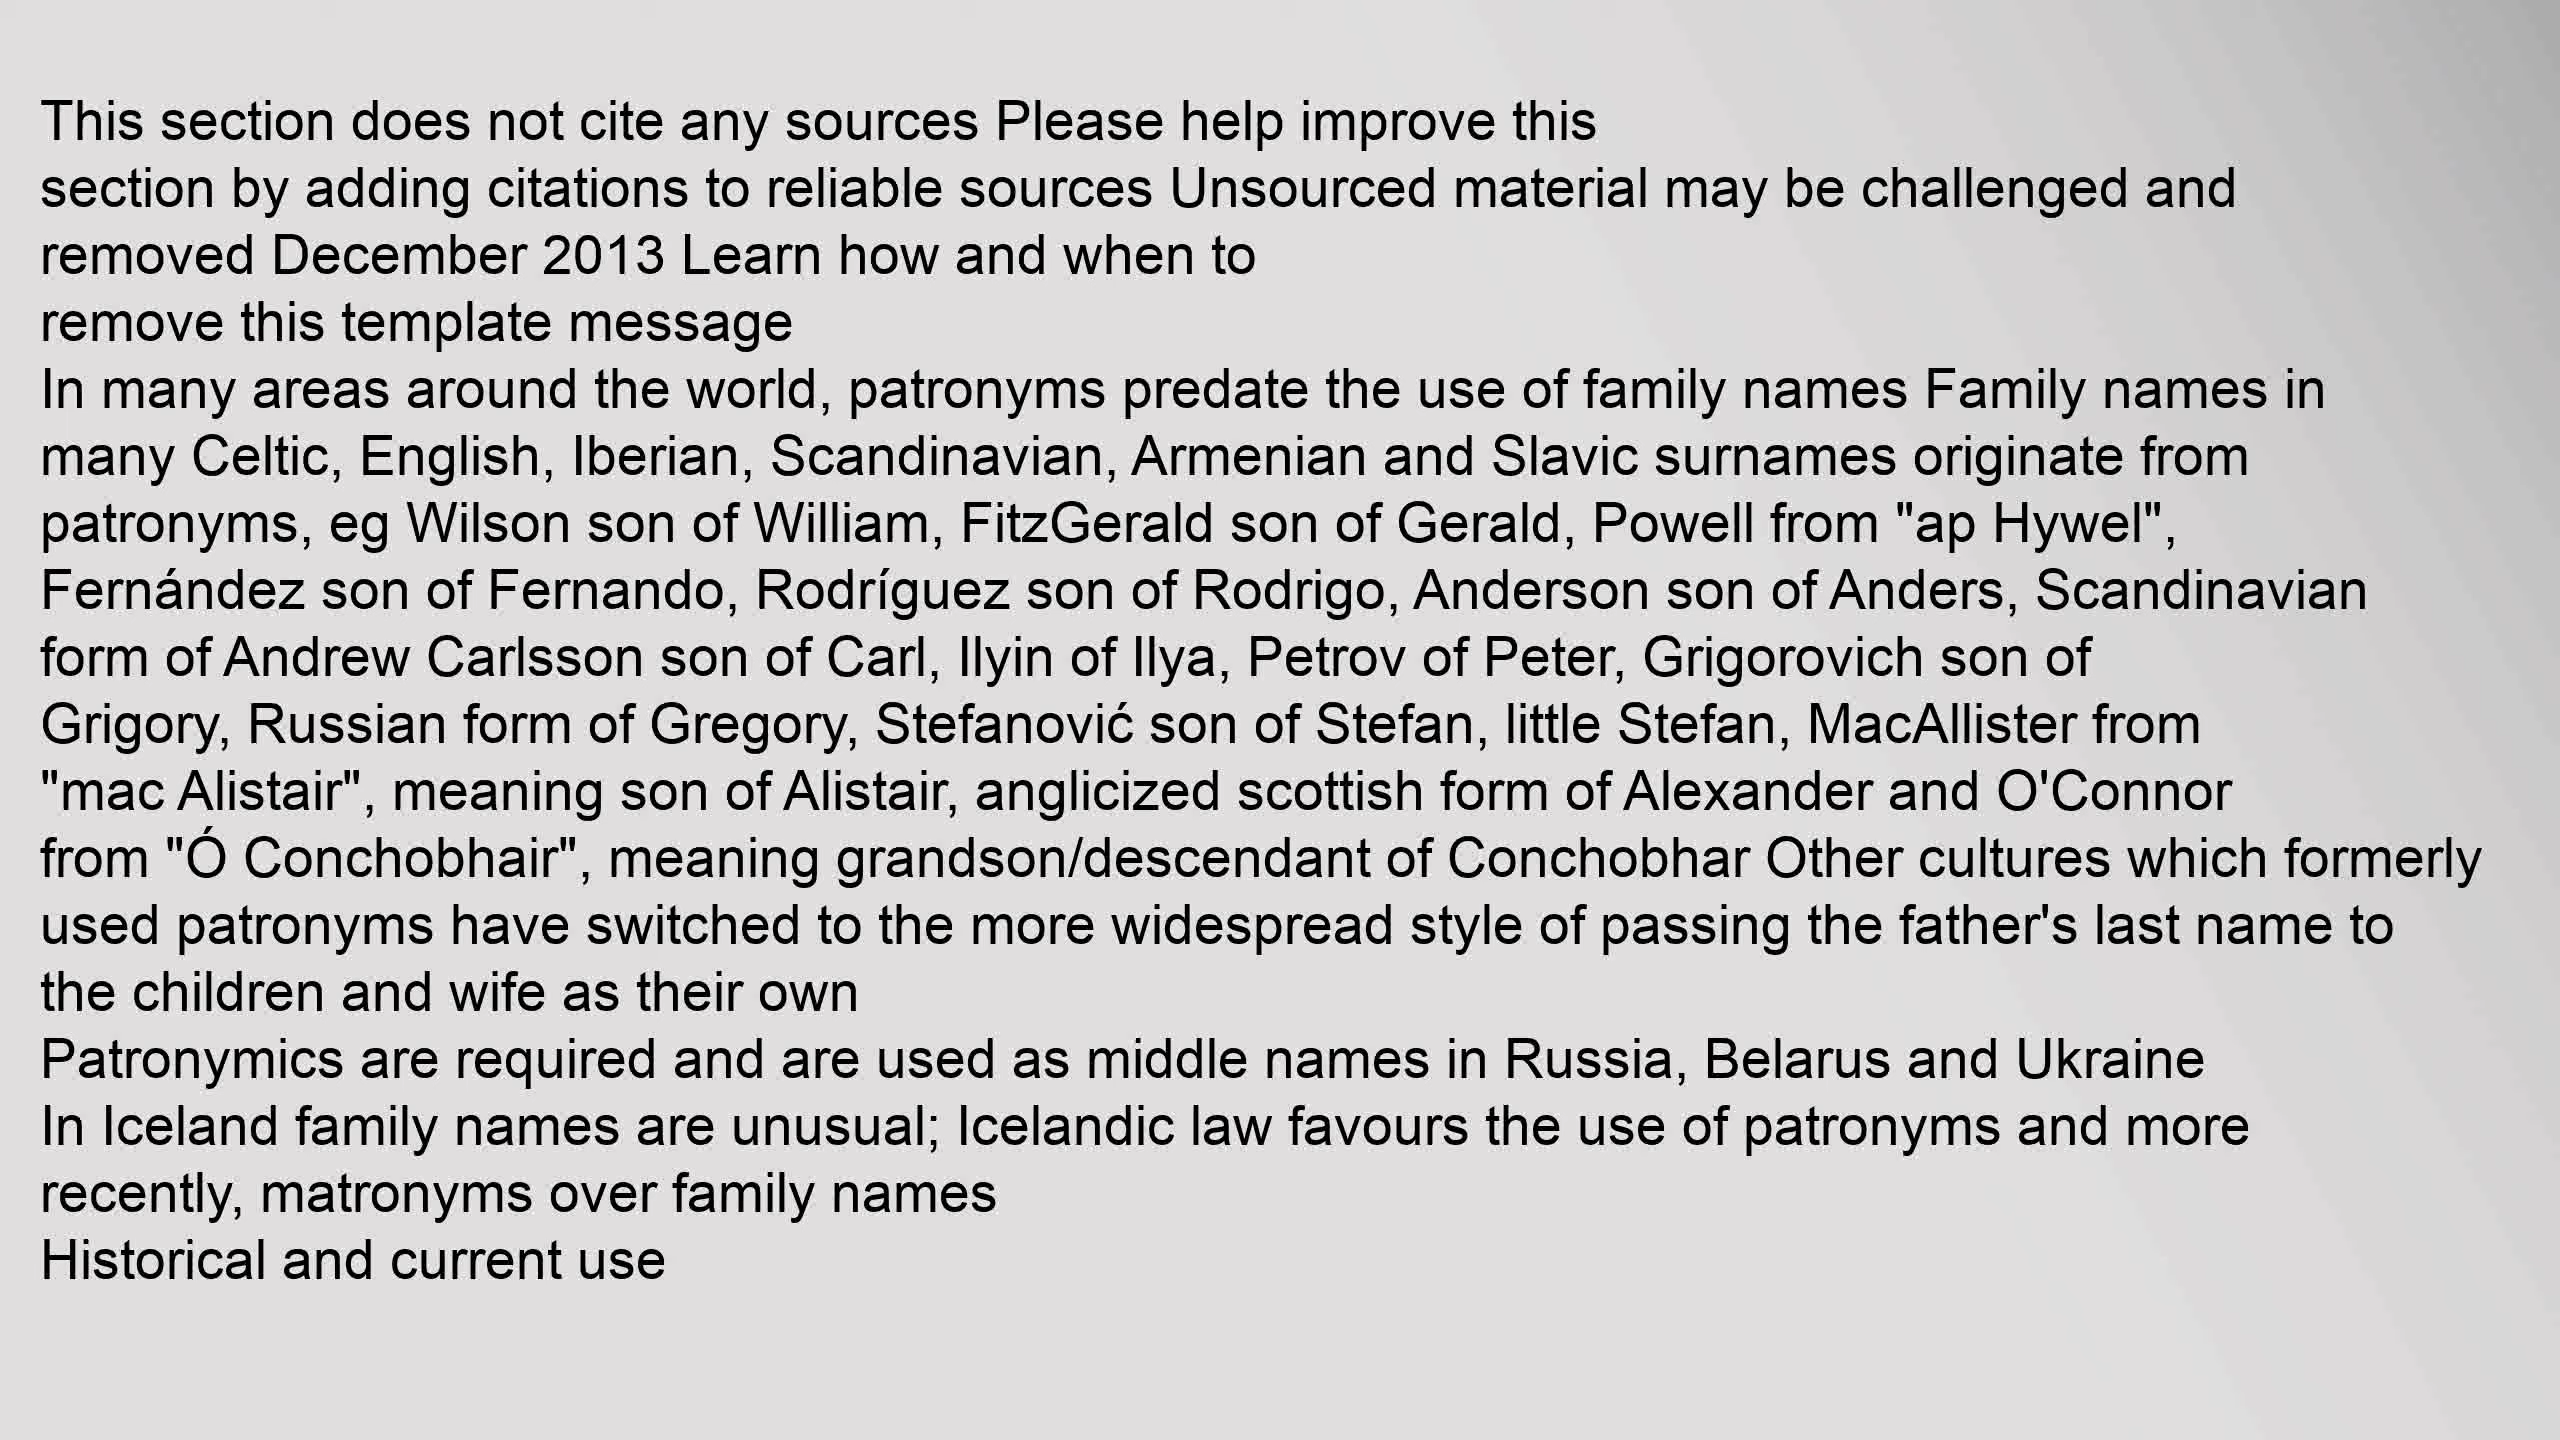 This section does not cite any sources Please help improve this
section by adding citations to reliable sources Unsourced material may be challenged and
removed December 2013 Learn how and when to
remove this template message
In many areas around the world, patronyms predate the use of family names Family names in
many Celtic, English, Iberian, Scandinavian, Armenian and Slavic surnames originate from
patronyms, eg Wilson son of William, FitzGerald son of Gerald, Powell from "ap Hywel",
Fernández son of Fernando, Rodríguez son of Rodrigo, Anderson son of Anders, Scandinavian
form of Andrew Carlsson son of Carl, Ilyin of Ilya, Petrov of Peter, Grigorovich son of
Grigory, Russian form of Gregory, Stefanović son of Stefan, little Stefan, MacAllister from
"mac Alistair", meaning son of Alistair, anglicized scottish form of Alexander and O'Connor
from "Ó Conchobhair", meaning grandson/descendant of Conchobhar Other cultures which formerly
used patronyms have switched to the more widespread style of passing the father's last name to
the children and wife as their own
Patronymics are required and are used as middle names in Russia, Belarus and Ukraine
In Iceland family names are unusual; Icelandic law favours the use of patronyms and more
recently, matronyms over family names
Historical and current use